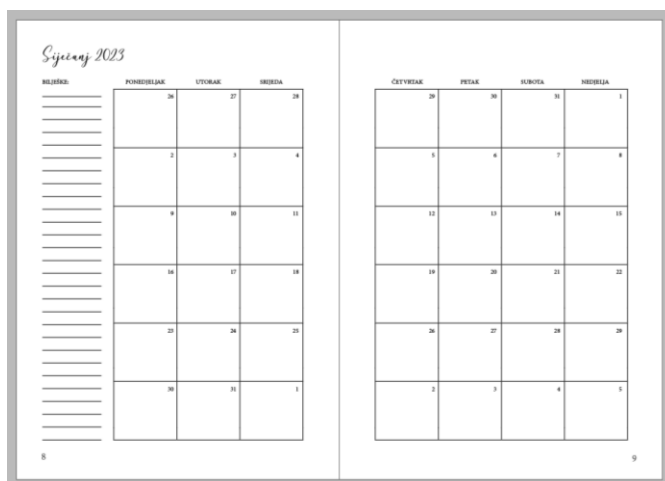 Siječanj 2023
BILJEŠKE: PONEDJELJAK UTORAK SRIJEDA ČETVRTAK PETAK SUBOTA NEDJELJA
26 27 28 29 30 31 1
2 3 4 5 6 7 8
9 10 11 12 13 14 15
16 17 18 19 20 21 22
23 24 25 26 27 28 29
30 31 1 2 3 4 5
8 9